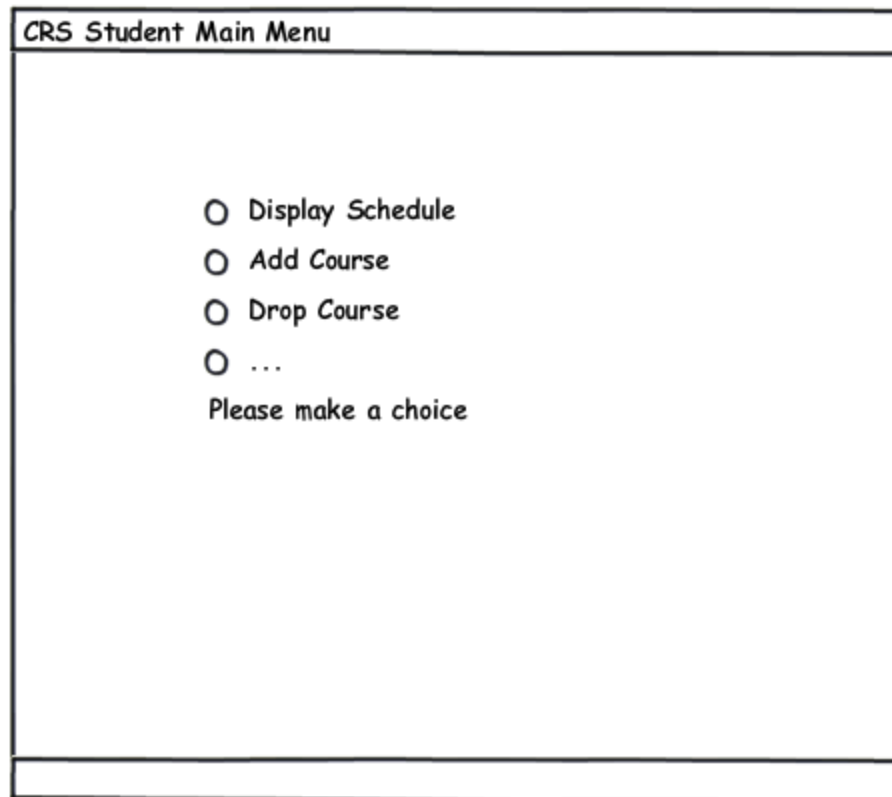 CRS Student Main Menu
Display Schedule
Add Course
Drop Course
...
Please make a choice